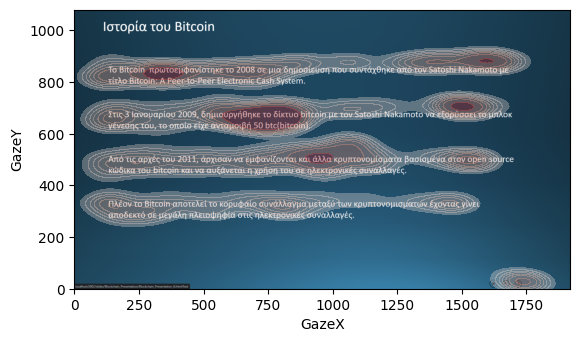 Ιστορία του Bitcoin
Το Bitcoin πρωτοεμφανίστηκε το 2008 σε μια δημοσίευση που συντάχθηκε από τον Satoshi Nakamoto με
τίτλο Bitcoin: A Peer-to-Peer Electronic Cash System.
Στις 3 Ιανουαρίου 2009, δημιουργήθηκε το δίκτυο bitcoin με τον Satoshi Nakamoto να εξορύσσει το μπλοκ
γένεσης του, το οποίο είχε ανταμοιβή 50 btc(bitcoin).
Από τις αρχές του 2011, άρχισαν να εμφανίζονται και άλλα κρυπτονομίσματα βασισμένα στον open source
κώδικα του bitcoin και να αυξάνεται η χρήση του σε ηλεκτρονικές συναλλαγές.
Πλέον το Bitcoin αποτελεί το κορυφαίο συνάλλαγμα μεταξύ των κρυπτονομισμάτων έχοντας γίνει
αποδεκτό σε μεγάλη πλειοψηφία στις ηλεκτρονικές συναλλαγές.
GazeY
1000
800
600
400
200
0
0 250 500 750 1000 1250 1500 1750
GazeX